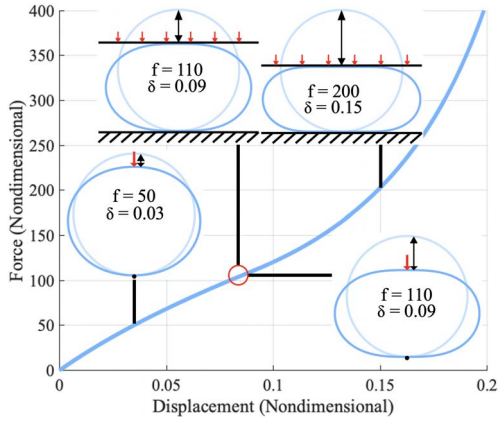 400
350
300
250
200
150
100
50
0
Force (Nondimensional)
f = 110
δ = 0.09
f = 200
δ = 0.15
f = 50
δ = 0.03
f = 110
δ = 0.09
0
0.05
0.1
0.15
0.2
Displacement (Nondimensional)